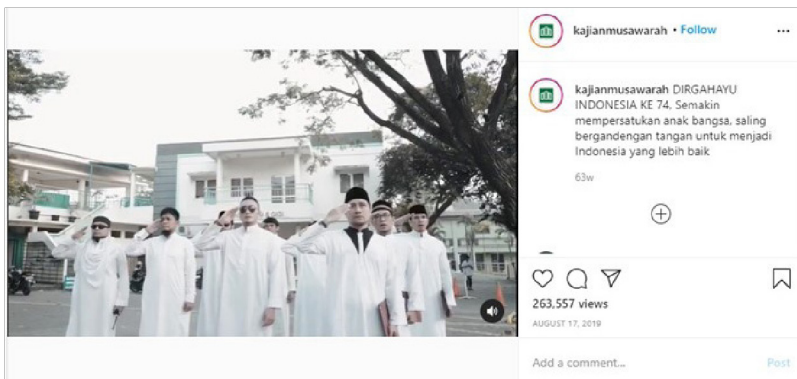 kajianmusawarah • Follow
kajianmusawarah DIRGAHAYU
INDONESIA KE 74. Semakin
mempersatukan anak bangsa, saling
bergandengan tangan untuk menjadi
Indonesia yang lebih baik
63w
263,557 views
AUGUST 17, 2019
Add a comment...
Post